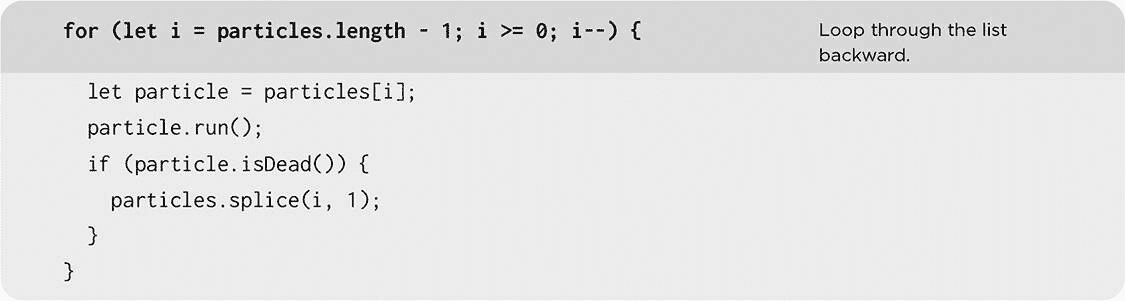 for (let i = particles.length - 1; i >= 0; i--) {
Loop through the list
backward.
let particle = particles[i];
particle.run();
if (particle.isDead()) {
particles.splice(i, 1);
}
}